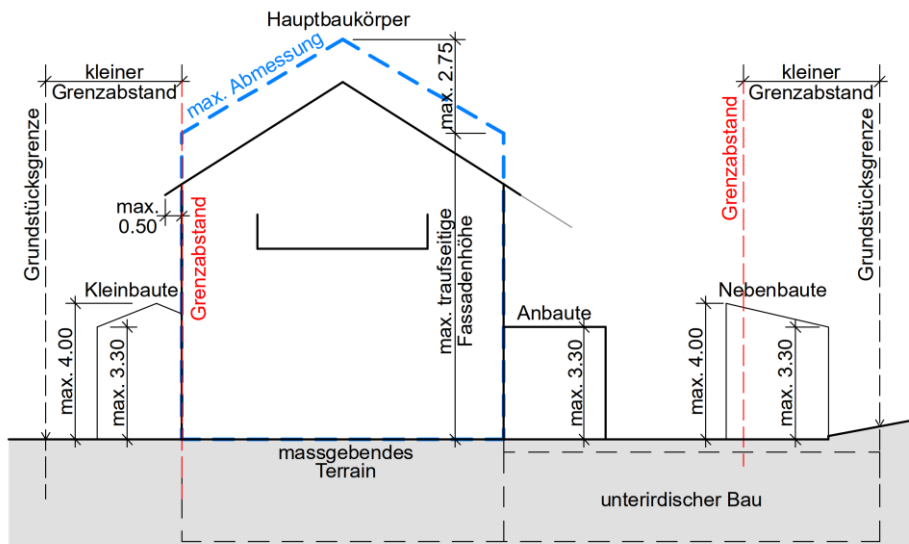 Hauptbaukörper
kleiner
Grenzabstand
max. Abmessung
max. 2.75
kleiner
Grenzabstand
Grundstücksgrenze
max.
0.50
Grenzabstand
max. traufseitige
Fassadenhöhe
Grenzabstand
Grundstücksgrenze
Kleinbaute
max. 4.00
max. 3.30
Anbaute
max. 3.30
Nebenbaute
max. 4.00
max. 3.30
massgebendes
Terrain
unterirdischer Bau